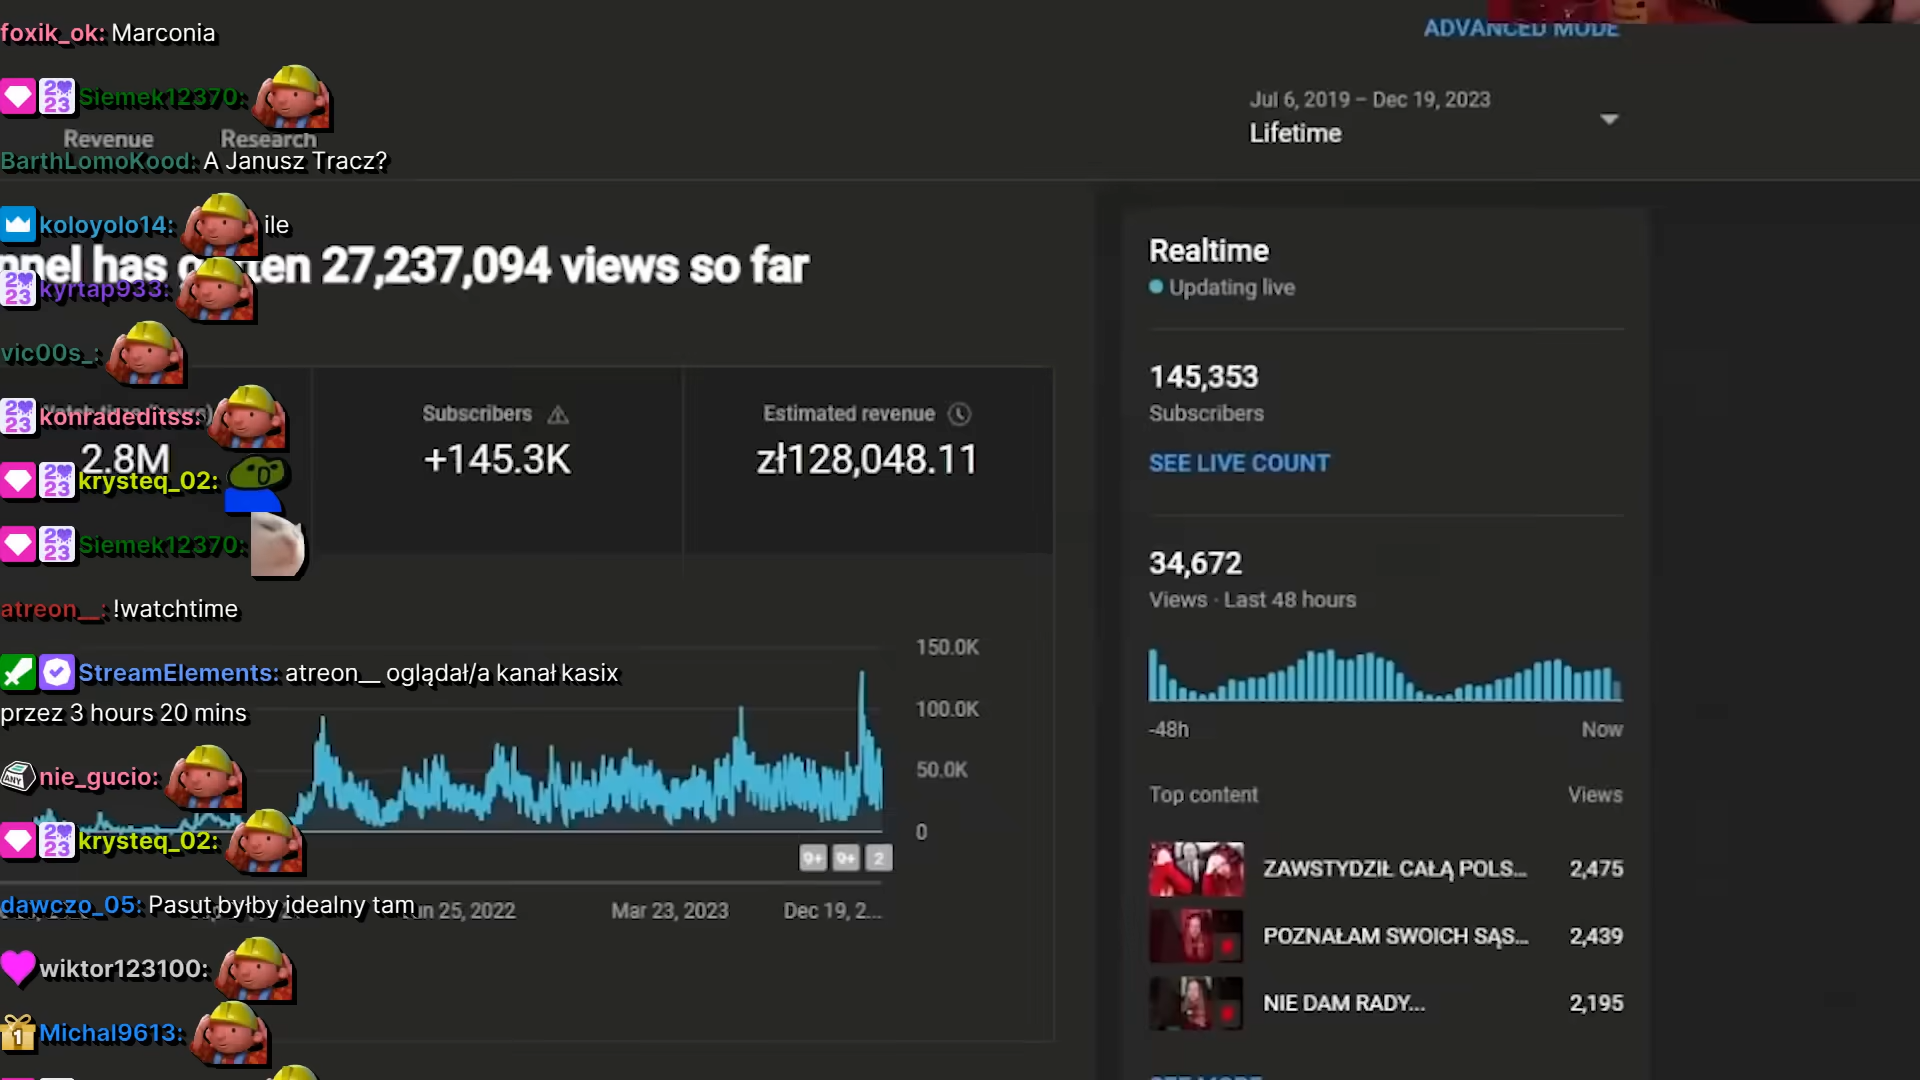 foxik_ok: Marconia
Siemek12370:
BarthLomoKood: A Janusz Tracz?
koloyolo14: ile
kyrtap933:
vic00s_:
konradeditss:
krysteq_02:
Siemek12370:
atreon__: !watchtime
StreamElements: atreon__ oglądał/a kanał kasix
przez 3 hours 20 mins
nie_gucio:
krysteq_02:
dawczo_05: Pasut byłby idealny tam
wiktor123100:
Michal9613:
ADVANCED MODE
Revenue Research
Jul 6, 2019 – Dec 19, 2023
Lifetime
has 27,237,094 views so far
2.8M
Subscribers
+145.3K
Estimated revenue
zł128,048.11
150.0K
100.0K
50.0K
0
9+ 9+ 2
25, 2022 Mar 23, 2023 Dec 19, 2...
Realtime
Updating live
145,353
Subscribers
SEE LIVE COUNT
34,672
Views · Last 48 hours
-48h Now
Top content Views
ZAWSTYDZIŁ CAŁĄ POLS... 2,475
POZNAŁAM SWOICH SĄS... 2,439
NIE DAM RADY... 2,195